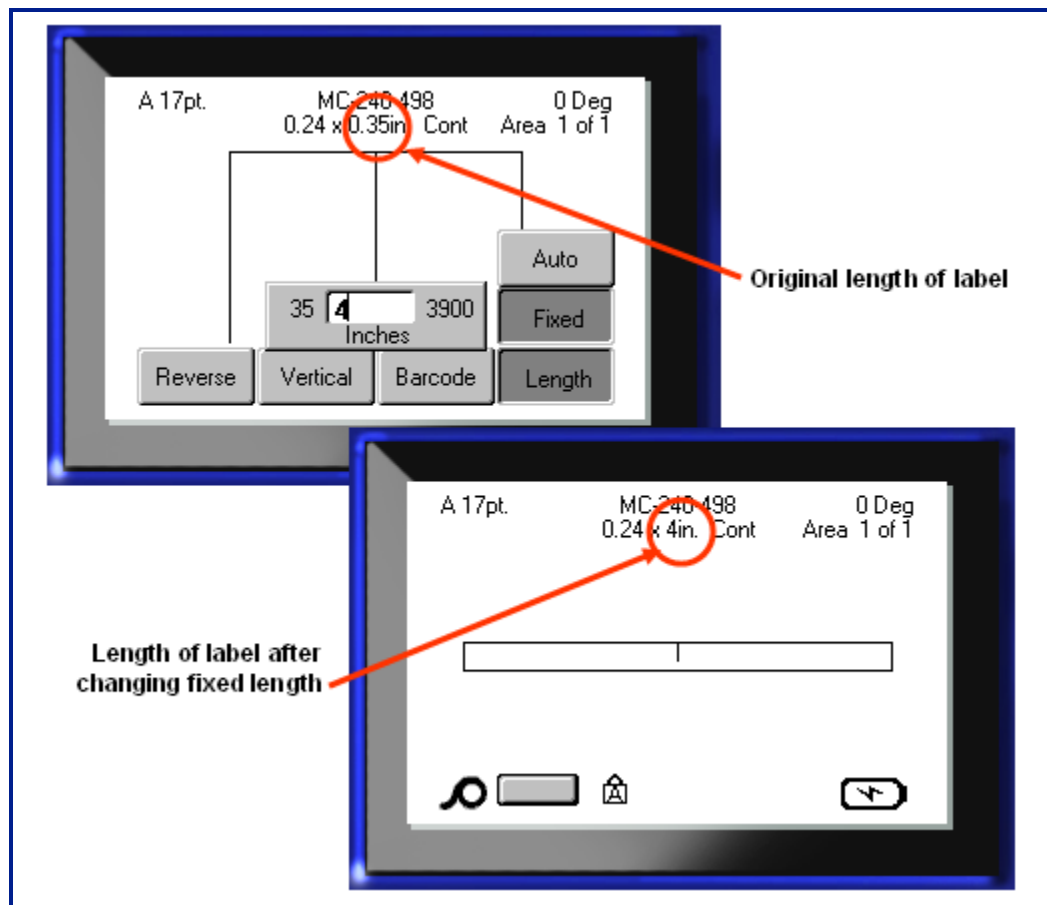 A 17pt. MC-240-498 0 Deg
0.24 x 0.35in. Cont Area 1 of 1
Auto
35 4 3900
Inches
Fixed
Reverse Vertical Barcode Length
Original length of label
A 17pt. MC-240-498 0 Deg
0.24 x 4in. Cont Area 1 of 1
Length of label after
changing fixed length
A